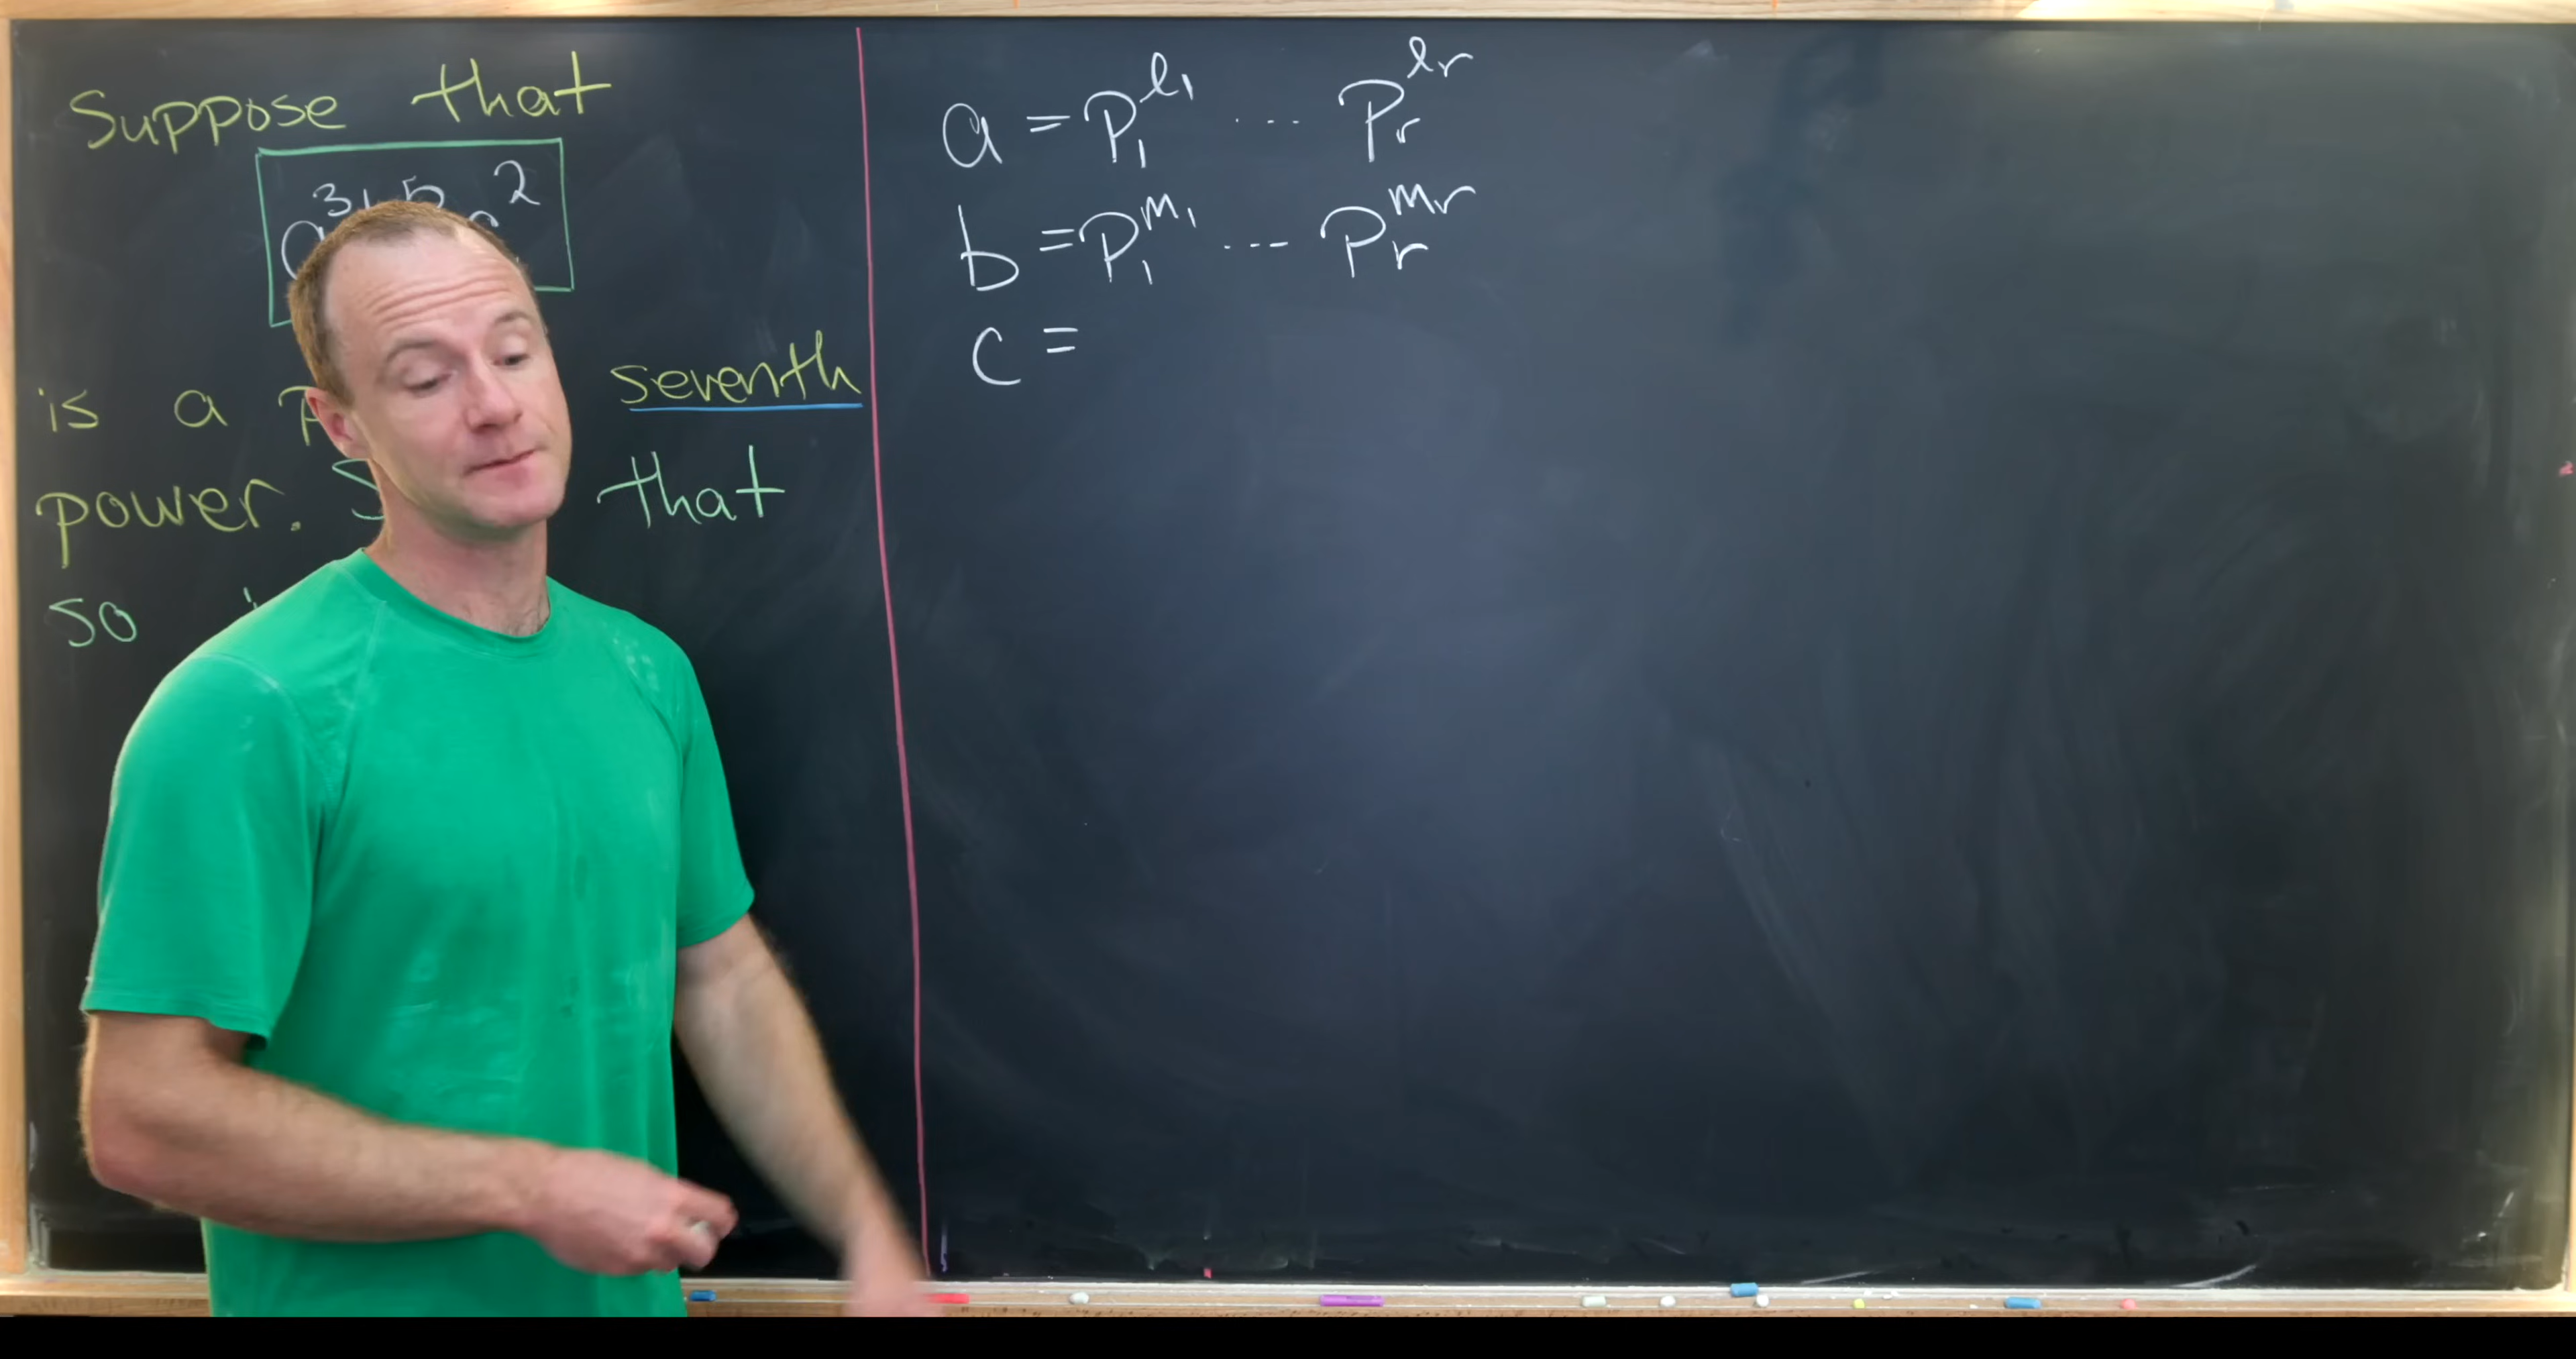 Suppose that
is a seventh
power. that
so
a = P₁^l₁ ... Pᵣ^lᵣ
b = P₁^m₁ --- Pᵣ^mᵣ
c =